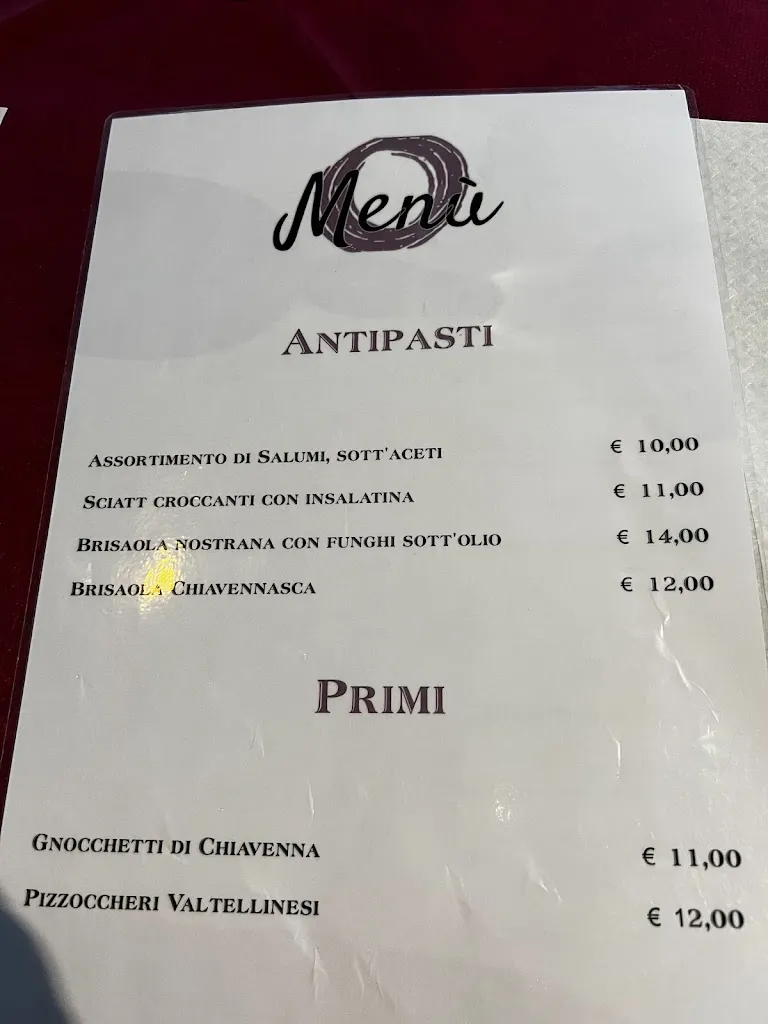 Menù
ANTIPASTI
ASSORTIMENTO DI SALUMI, SOTT'ACETI € 10,00
SCIATT CROCCANTI CON INSALATINA € 11,00
BRISAOLA NOSTRANA CON FUNGHI SOTT'OLIO € 14,00
BRISAOLA CHIAVENNASCA € 12,00
PRIMI
GNOCCHETTI DI CHIAVENNA € 11,00
PIZZOCCHERI VALTELLINESI € 12,00